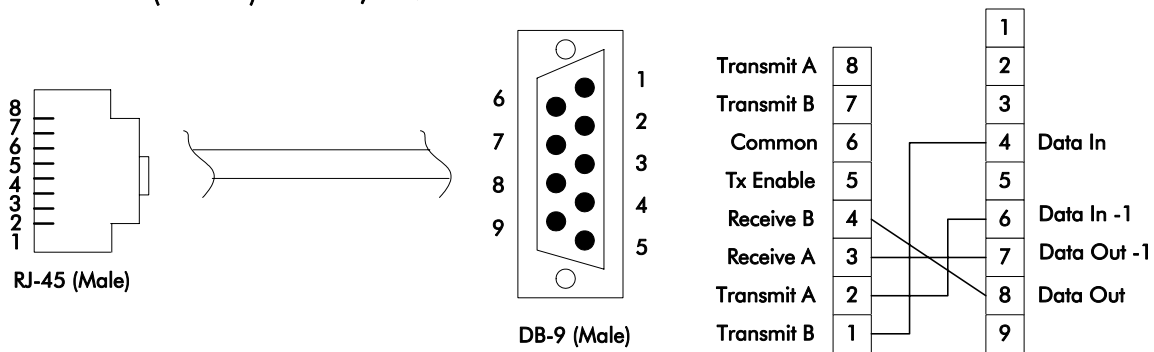 8
7
6
5
4
3
2
1
RJ-45 (Male)
6
7
8
9
1
2
3
4
5
DB-9 (Male)
Transmit A 8
Transmit B 7
Common 6
Tx Enable 5
Receive B 4
Receive A 3
Transmit A 2
Transmit B 1
1
2
3
4 Data In
5
6 Data In -1
7 Data Out -1
8 Data Out
9